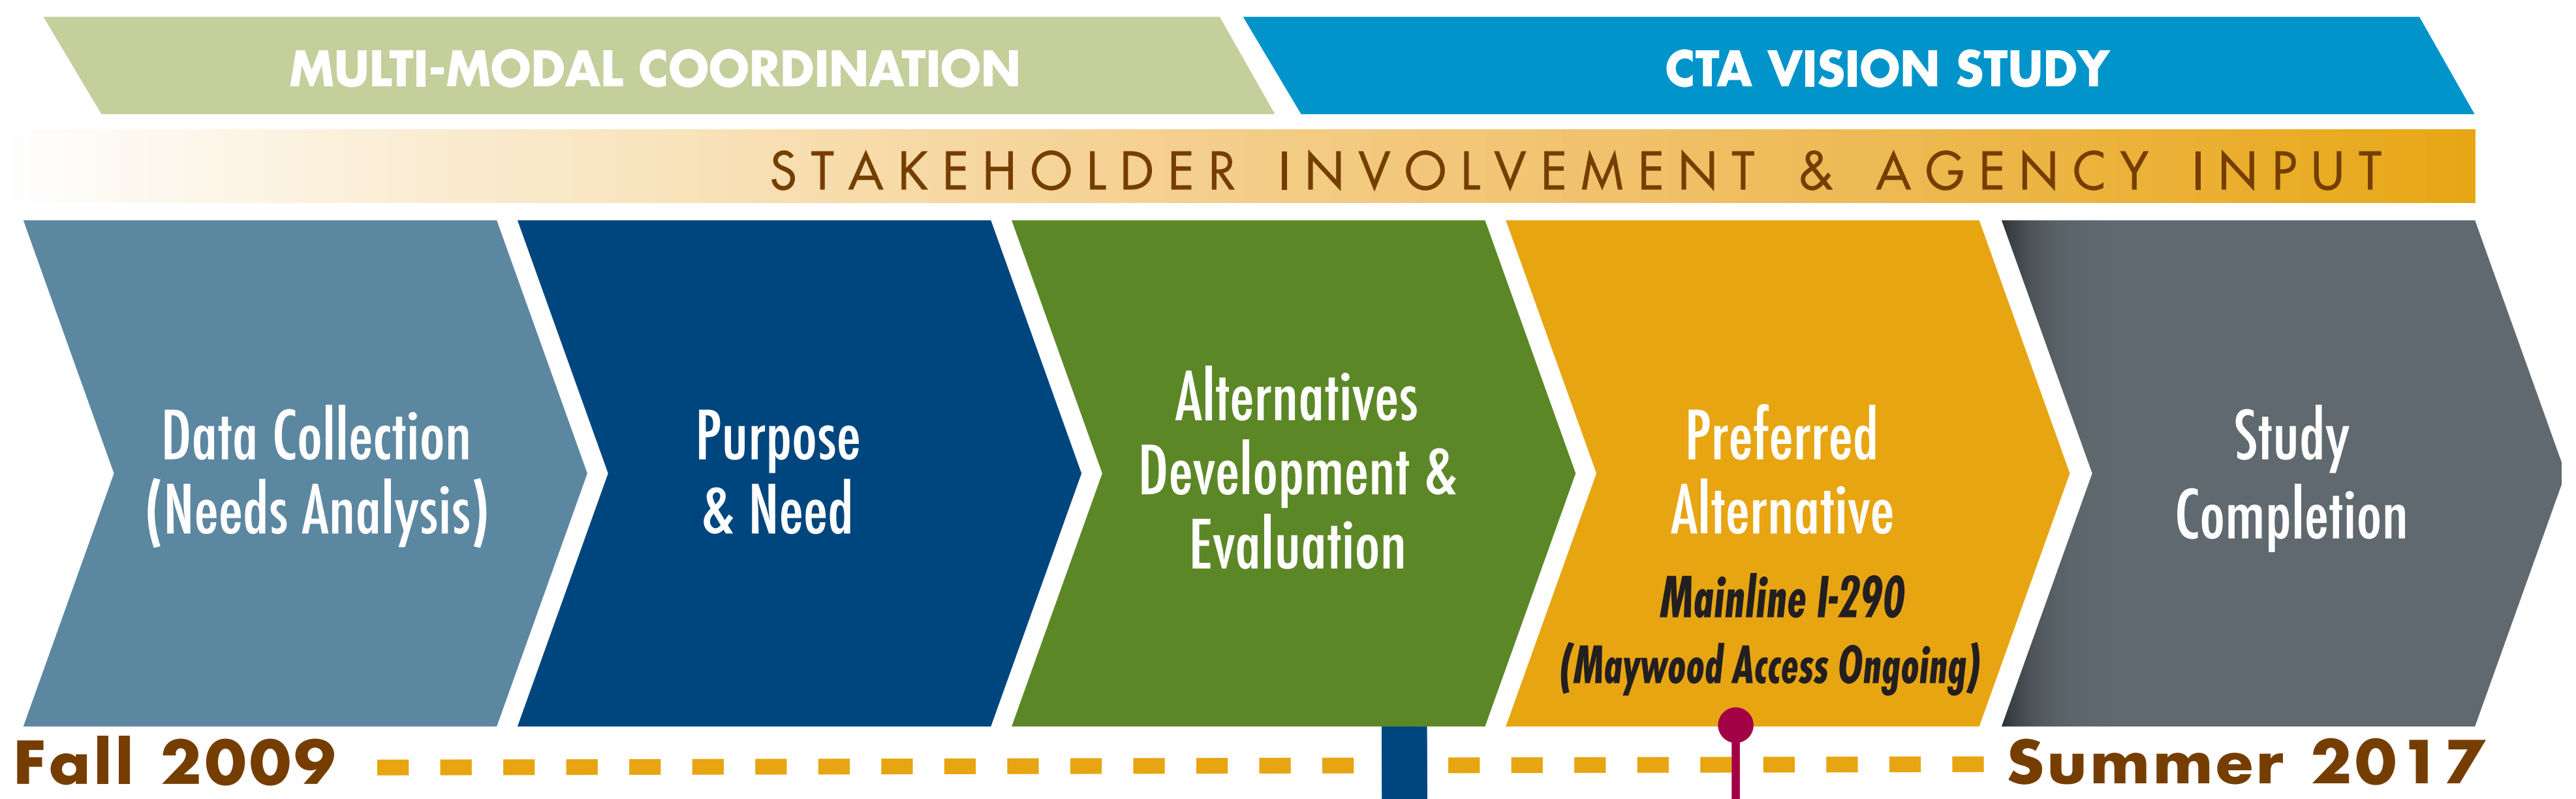 MULTI-MODAL COORDINATION
CTA VISION STUDY
STAKEHOLDER INVOLVEMENT & AGENCY INPUT
Data Collection
(Needs Analysis)
Purpose
& Need
Alternatives
Development &
Evaluation
Preferred
Alternative
Mainline I-290
(Maywood Access Ongoing)
Study
Completion
Fall 2009
Summer 2017